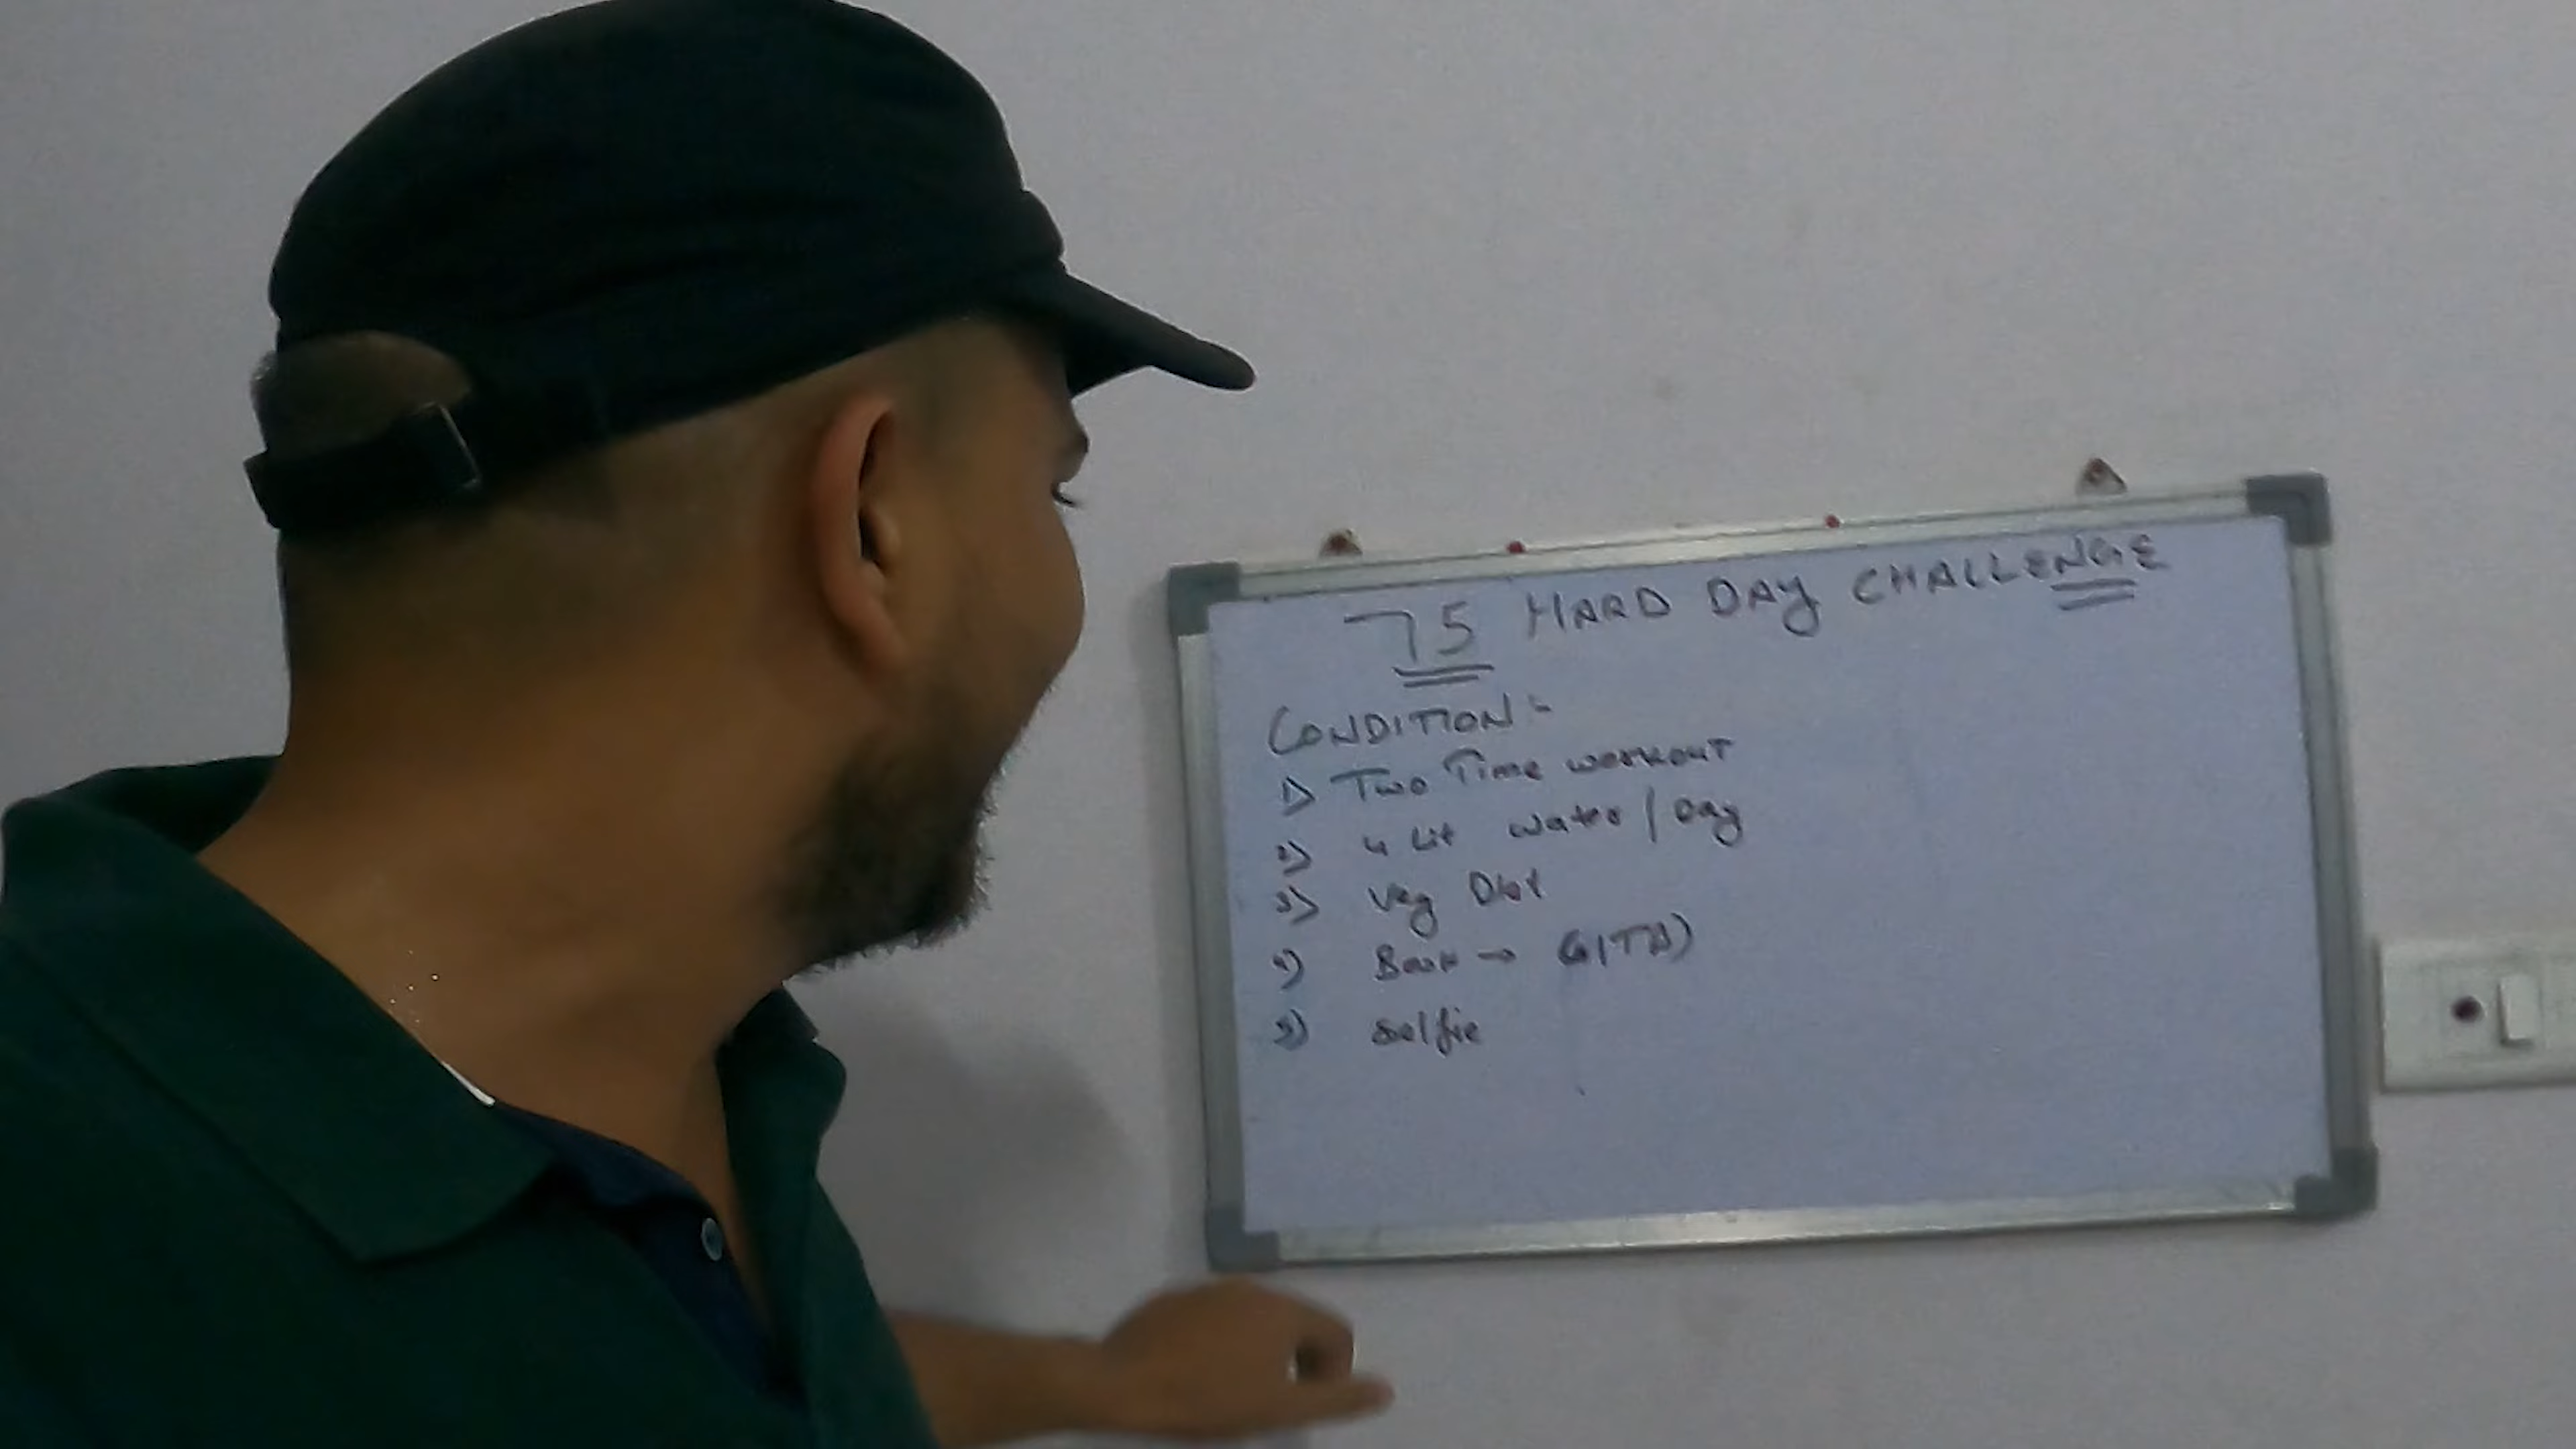 75 HARD DAY CHALLENGE
CONDITION:-
1) Two Time workout
2) 4 Lit water / Day
3) Veg Diet
4) Book → GITA)
5) Selfie